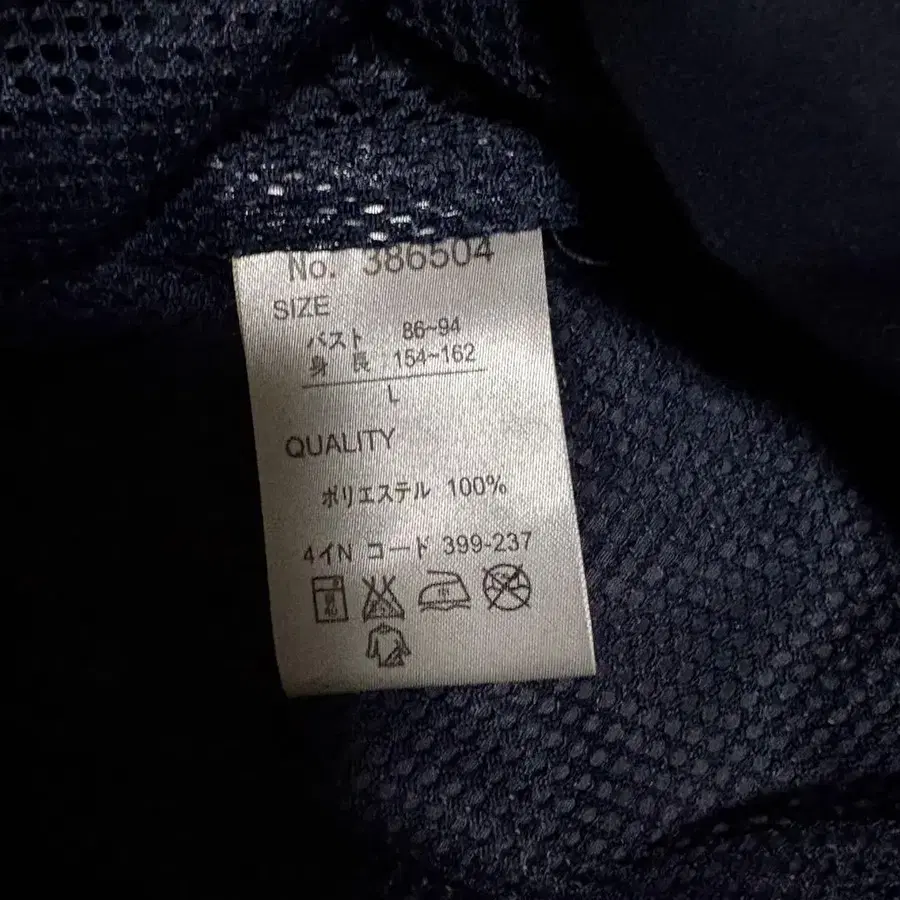 No. 386504
SIZE
バスト 86~94
身長 154~162
L
QUALITY
ポリエステル 100%
4イN コード 399-237